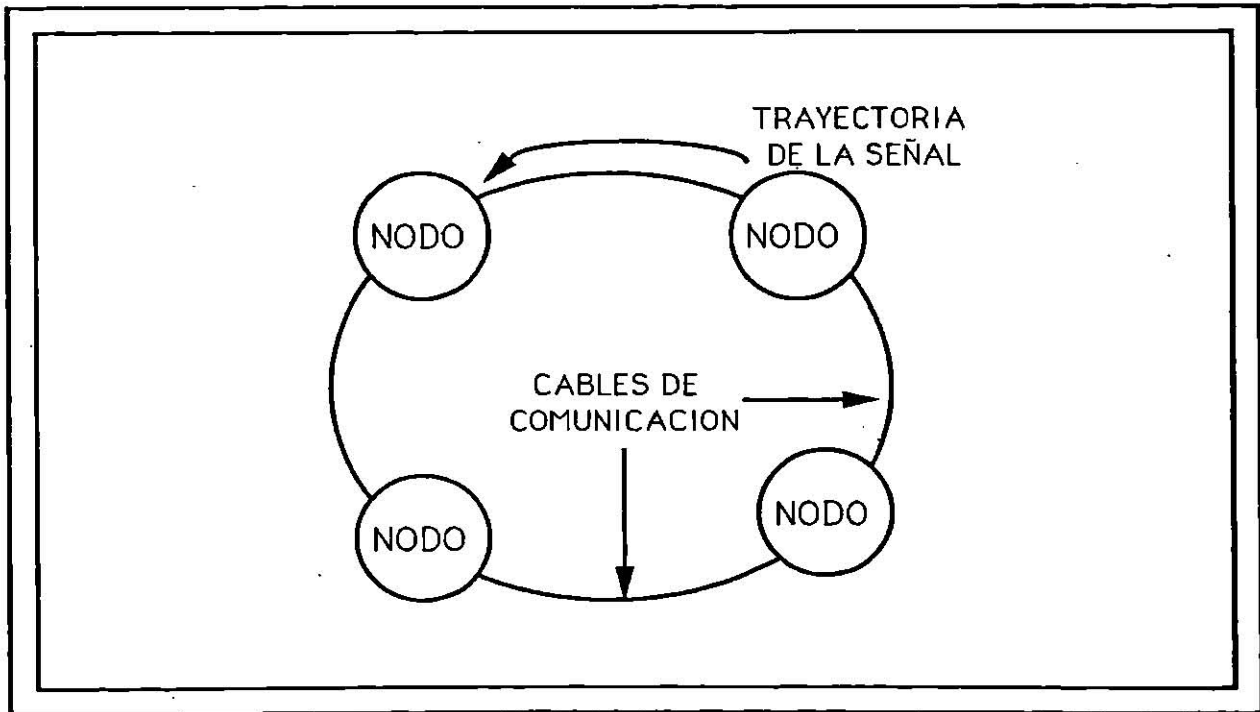 TRAYECTORIA
DE LA SEÑAL
NODO
NODO
CABLES DE
COMUNICACION
NODO
NODO